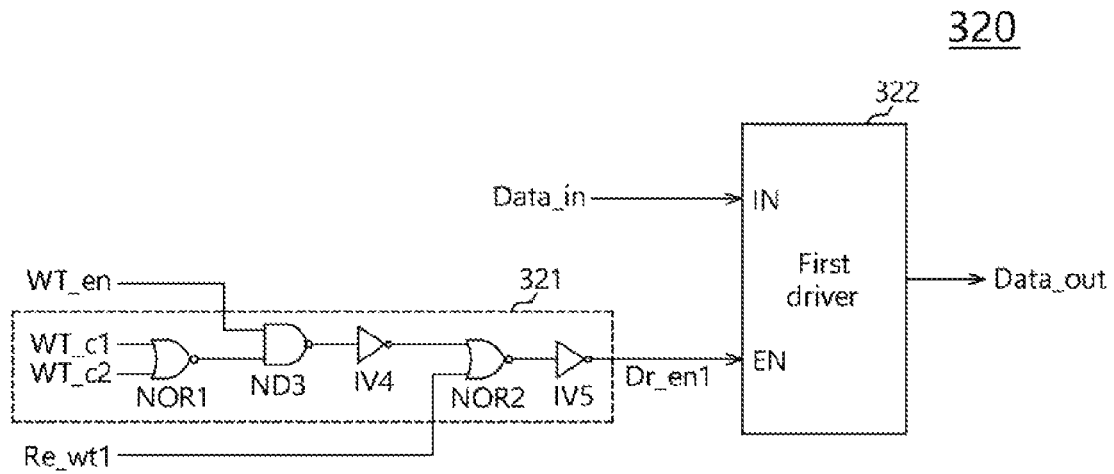 320
322
Data_in
IN
First
driver
Data_out
WT_en
321
WT_c1
WT_c2
NOR1
ND3
IV4
NOR2
IV5
Dr_en1
EN
Re_wt1